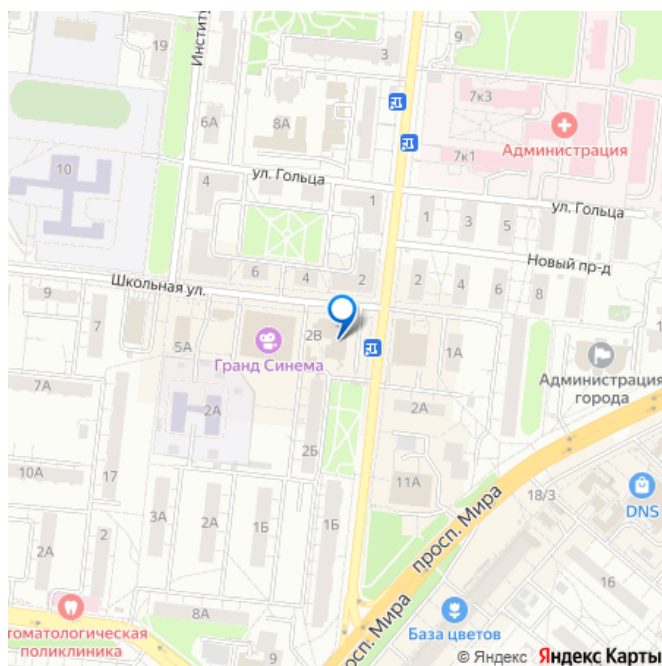 19
Институ
3
9
7к3
6А
8А
7к1
Администрация
10
4
ул. Гольца
1
ул. Гольца
1
3
5
Новый пр-д
6
4
2
2
4
6
8
Школьная ул.
9
7
5А
2В
Гранд Синема
1А
Администрация
города
7А
2А
2А
2Б
10А
17
11А
18/3
DNS
просп. Мира
3А
2А
1Б
1Б
2А
2
16
8А
томатологическая
поликлиника
9
осп. Мира
База цветов
© Яндекс Яндекс Карты